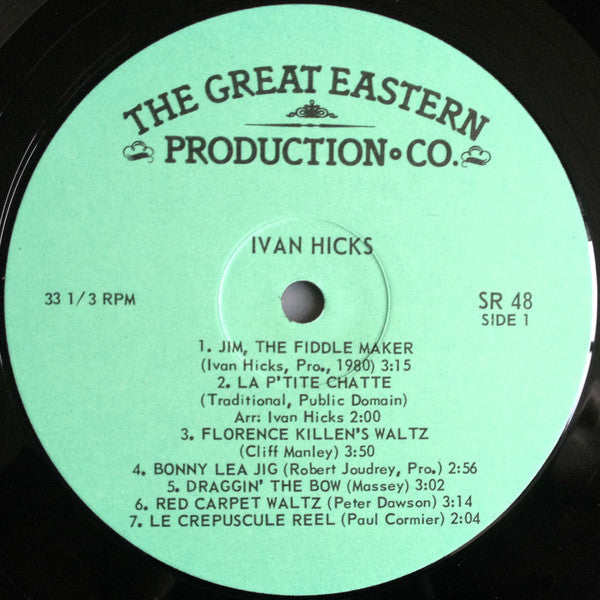 THE GREAT EASTERN
PRODUCTION • CO.
IVAN HICKS
33 1/3 RPM
SR 48
SIDE 1
1. JIM, THE FIDDLE MAKER
(Ivan Hicks, Pro., 1980) 3:15
2. LA P'TITE CHATTE
(Traditional, Public Domain)
Arr: Ivan Hicks 2:00
3. FLORENCE KILLEN'S WALTZ
(Cliff Manley) 3:50
4. BONNY LEA JIG (Robert Joudrey, Pro.) 2:56
5. DRAGGIN' THE BOW (Massey) 3:02
6. RED CARPET WALTZ (Peter Dawson) 3:14
7. LE CREPUSCULE REEL (Paul Cormier) 2:04